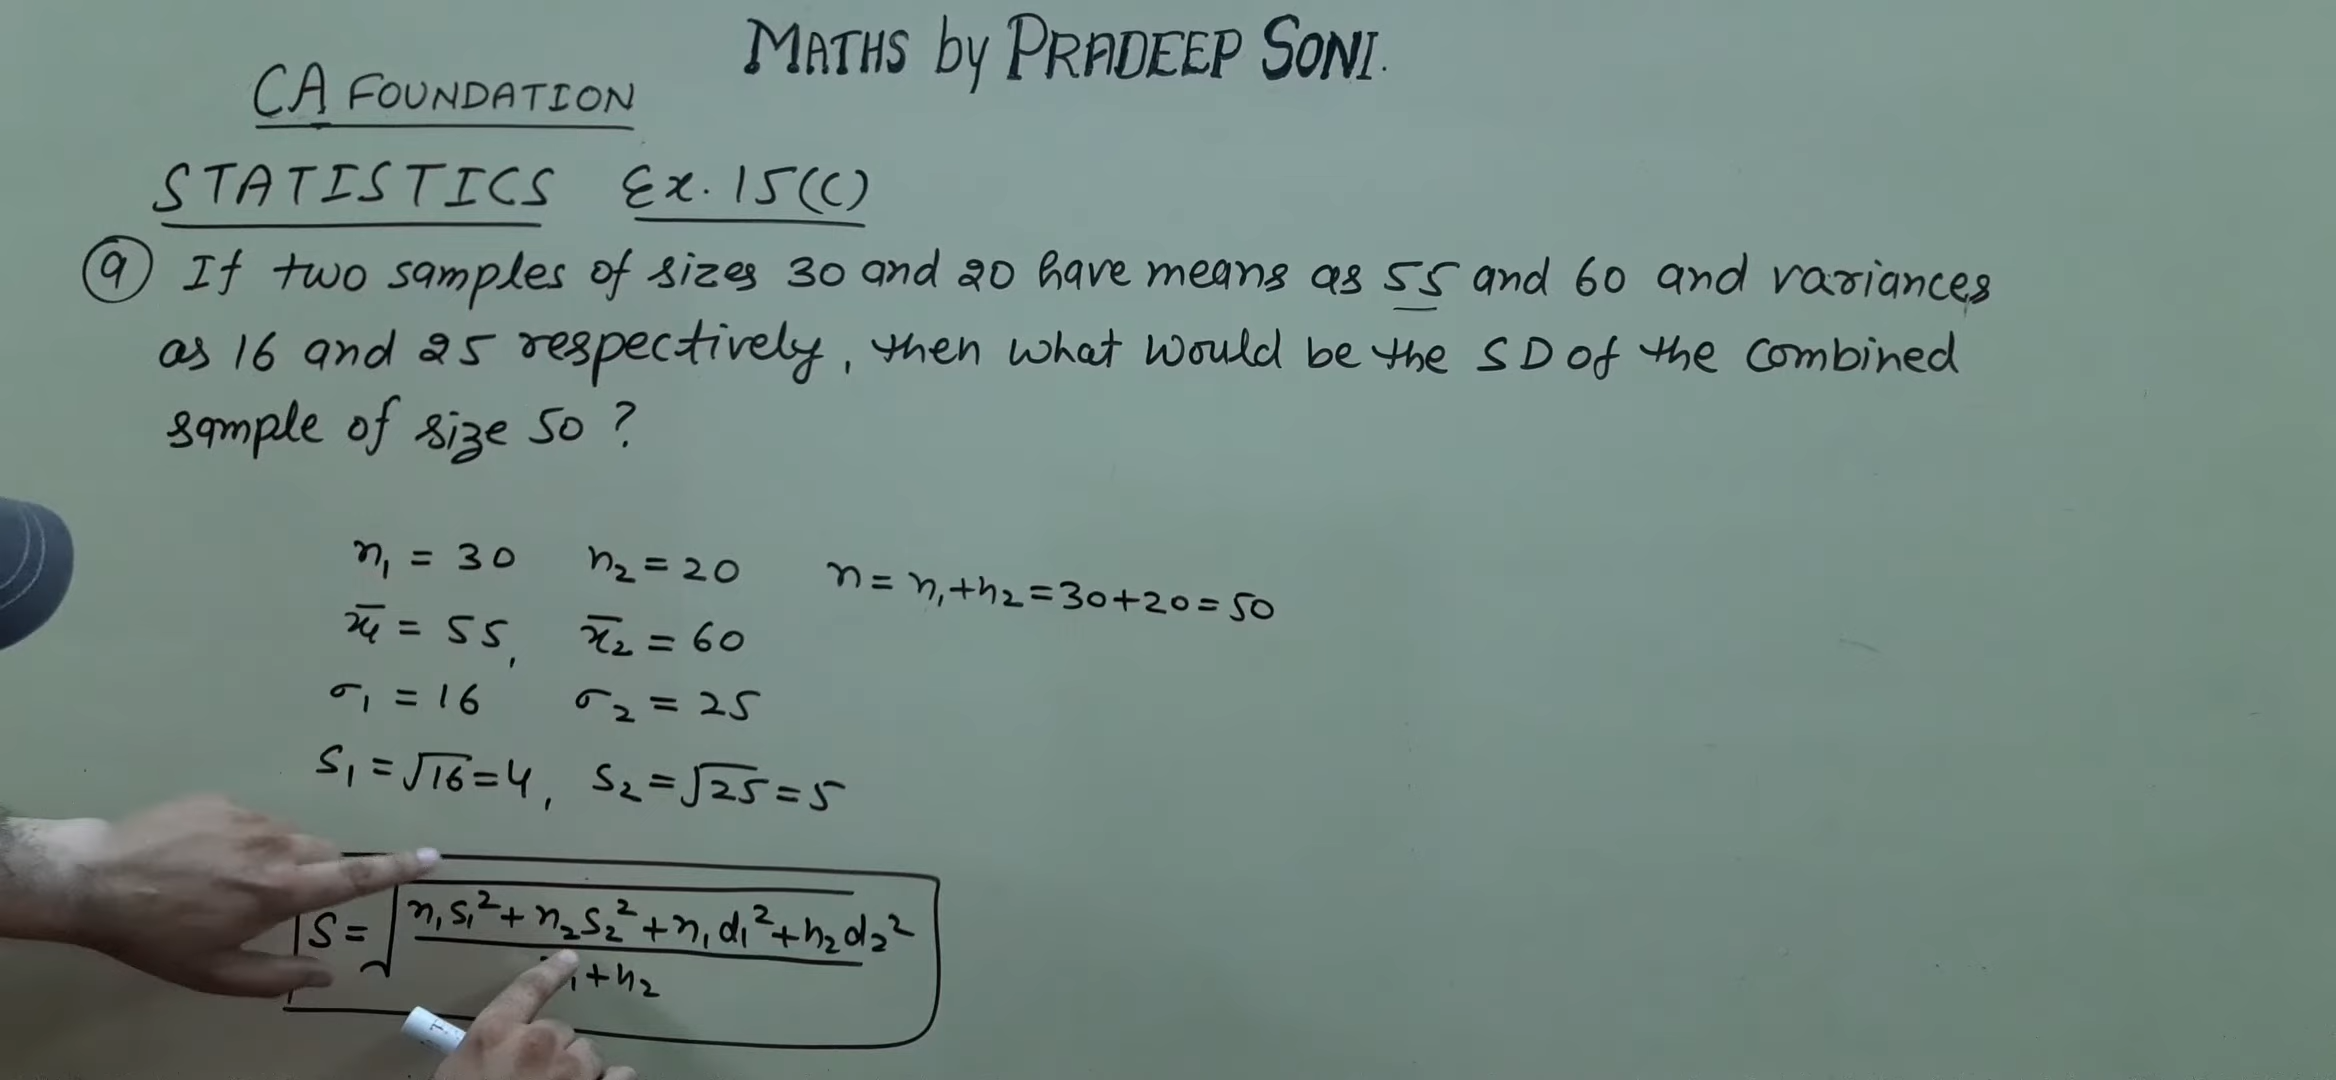 MATHS by PRADEEP SONI.
CA FOUNDATION
STATISTICS Ex. 15(C)
9 If two samples of sizes 30 and 20 have means as 55 and 60 and variances
as 16 and 25 respectively, then what would be the SD of the combined
sample of size 50 ?
n₁ = 30 n₂ = 20 n = n₁+n₂ = 30+20 = 50
x̄₁ = 55, x̄₂ = 60
σ₁ = 16 σ₂ = 25
S₁ = √16 = 4, S₂ = √25 = 5
S = √ n₁s₁² + n₂s₂² + n₁d₁² + n₂d₂²
₁ + n₂